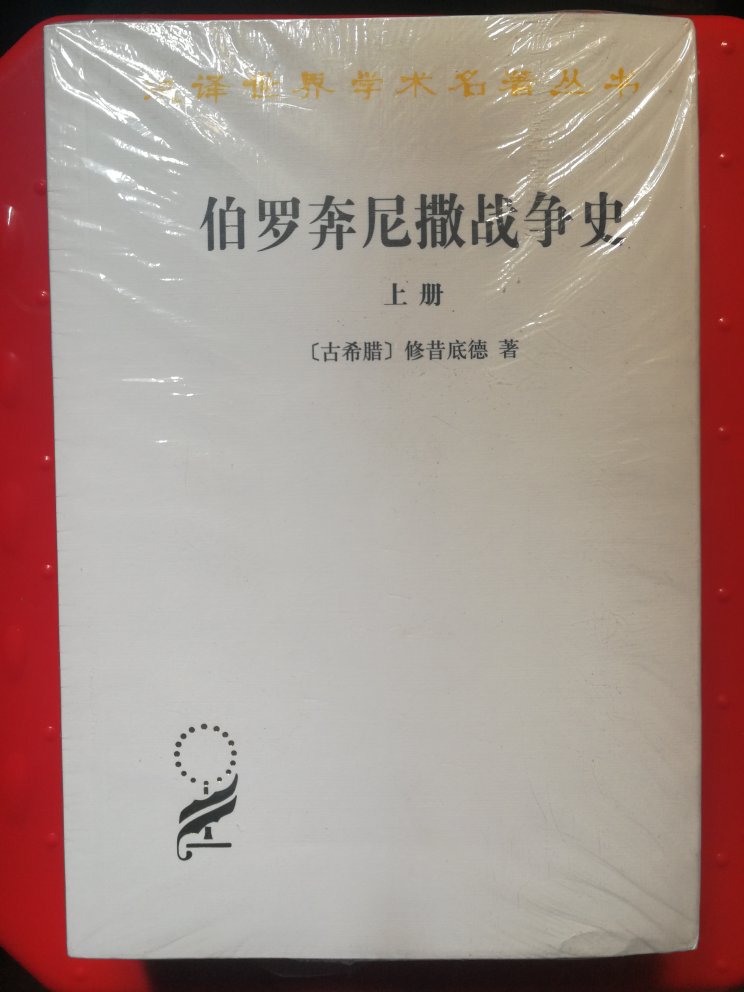 汉译世界学术名著丛书
伯罗奔尼撒战争史
上册
〔古希腊〕修昔底德 著